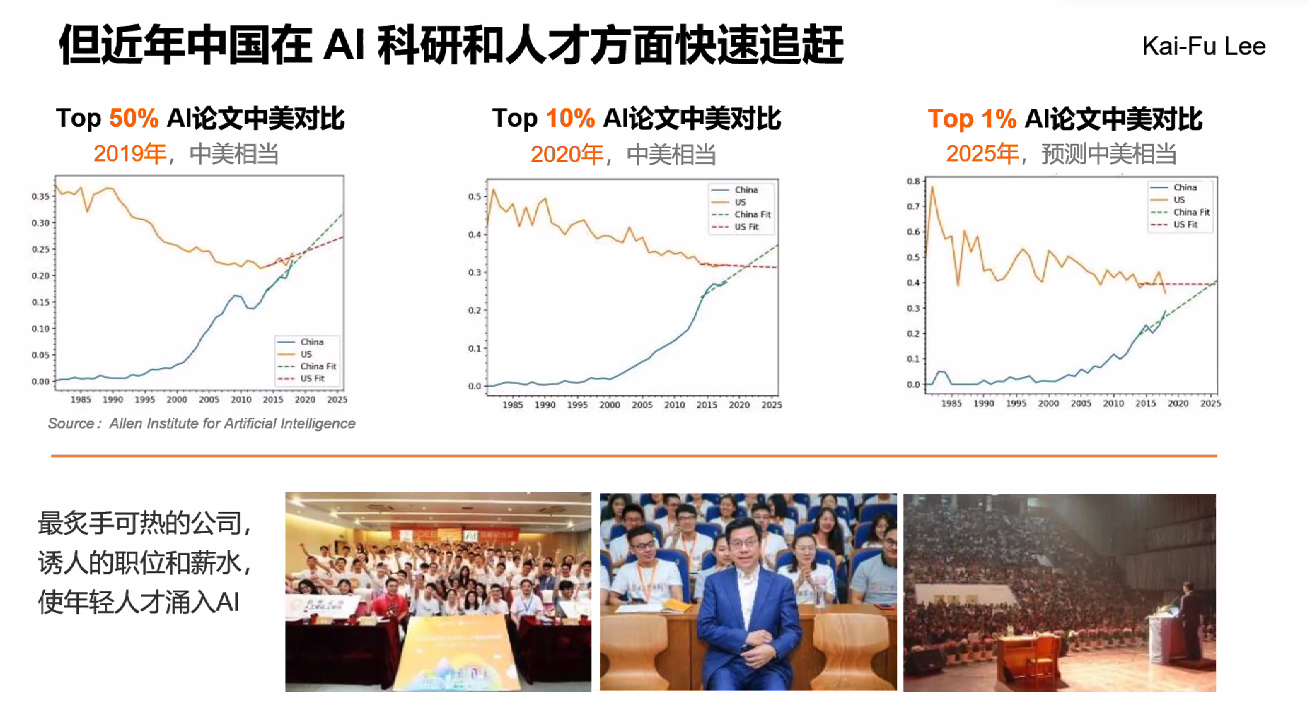 但近年中国在 AI 科研和人才方面快速追赶
Kai-Fu Lee
Top 50% AI论文中美对比
2019年，中美相当
0.35
0.30
0.25
0.20
0.15
0.10
0.05
0.00
China
US
China Fit
US Fit
1985 1990 1995 2000 2005 2010 2015 2020 2025
Source： Allen Institute for Artificial Intelligence
Top 10% AI论文中美对比
2020年，中美相当
0.5
0.4
0.3
0.2
0.1
0.0
China
US
China Fit
US Fit
1985 1990 1995 2000 2005 2010 2015 2020 2025
Top 1% AI论文中美对比
2025年，预测中美相当
0.8
0.7
0.6
0.5
0.4
0.3
0.2
0.1
0.0
China
US
China Fit
US Fit
1985 1990 1995 2000 2005 2010 2015 2020 2025
最炙手可热的公司，
诱人的职位和薪水，
使年轻人才涌入AI